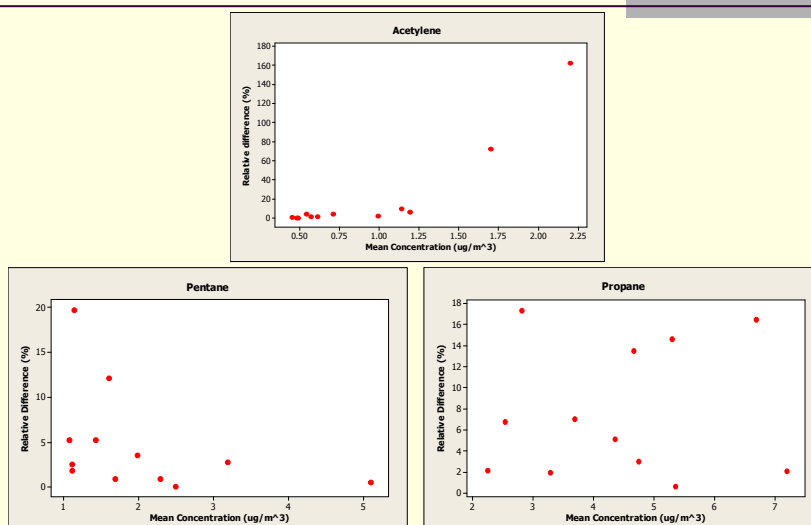 Acetylene
Relative difference (%)
180
160
140
120
100
80
60
40
20
0
0.50 0.75 1.00 1.25 1.50 1.75 2.00 2.25
Mean Concentration (ug/m^3)
Pentane
Relative Difference (%)
20
15
10
5
0
1 2 3 4 5
Mean Concentration (ug/m^3)
Propane
Relative Difference (%)
18
16
14
12
10
8
6
4
2
0
2 3 4 5 6 7
Mean Concentration (ug/m^3)